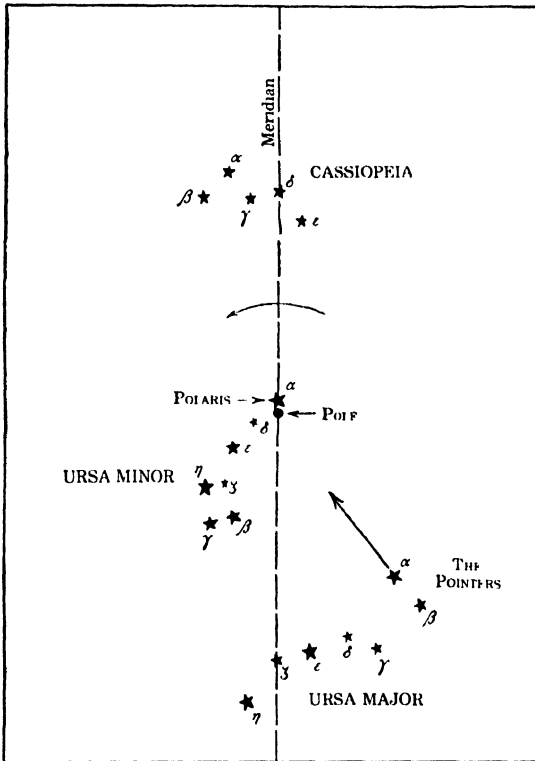 Meridian
α
CASSIOPEIA
δ
β
γ
ε
α
POLARIS
POLE
δ
ε
η
URSA MINOR
ζ
γ
β
α
THE
POINTERS
β
δ
ζ
ε
γ
URSA MAJOR
η